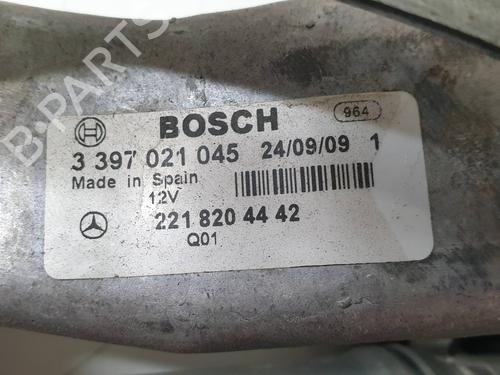 964
BOSCH
3 397 021 045 24/09/09 1
Made in Spain
12V
221 820 44 42
Q01
B-PARTS